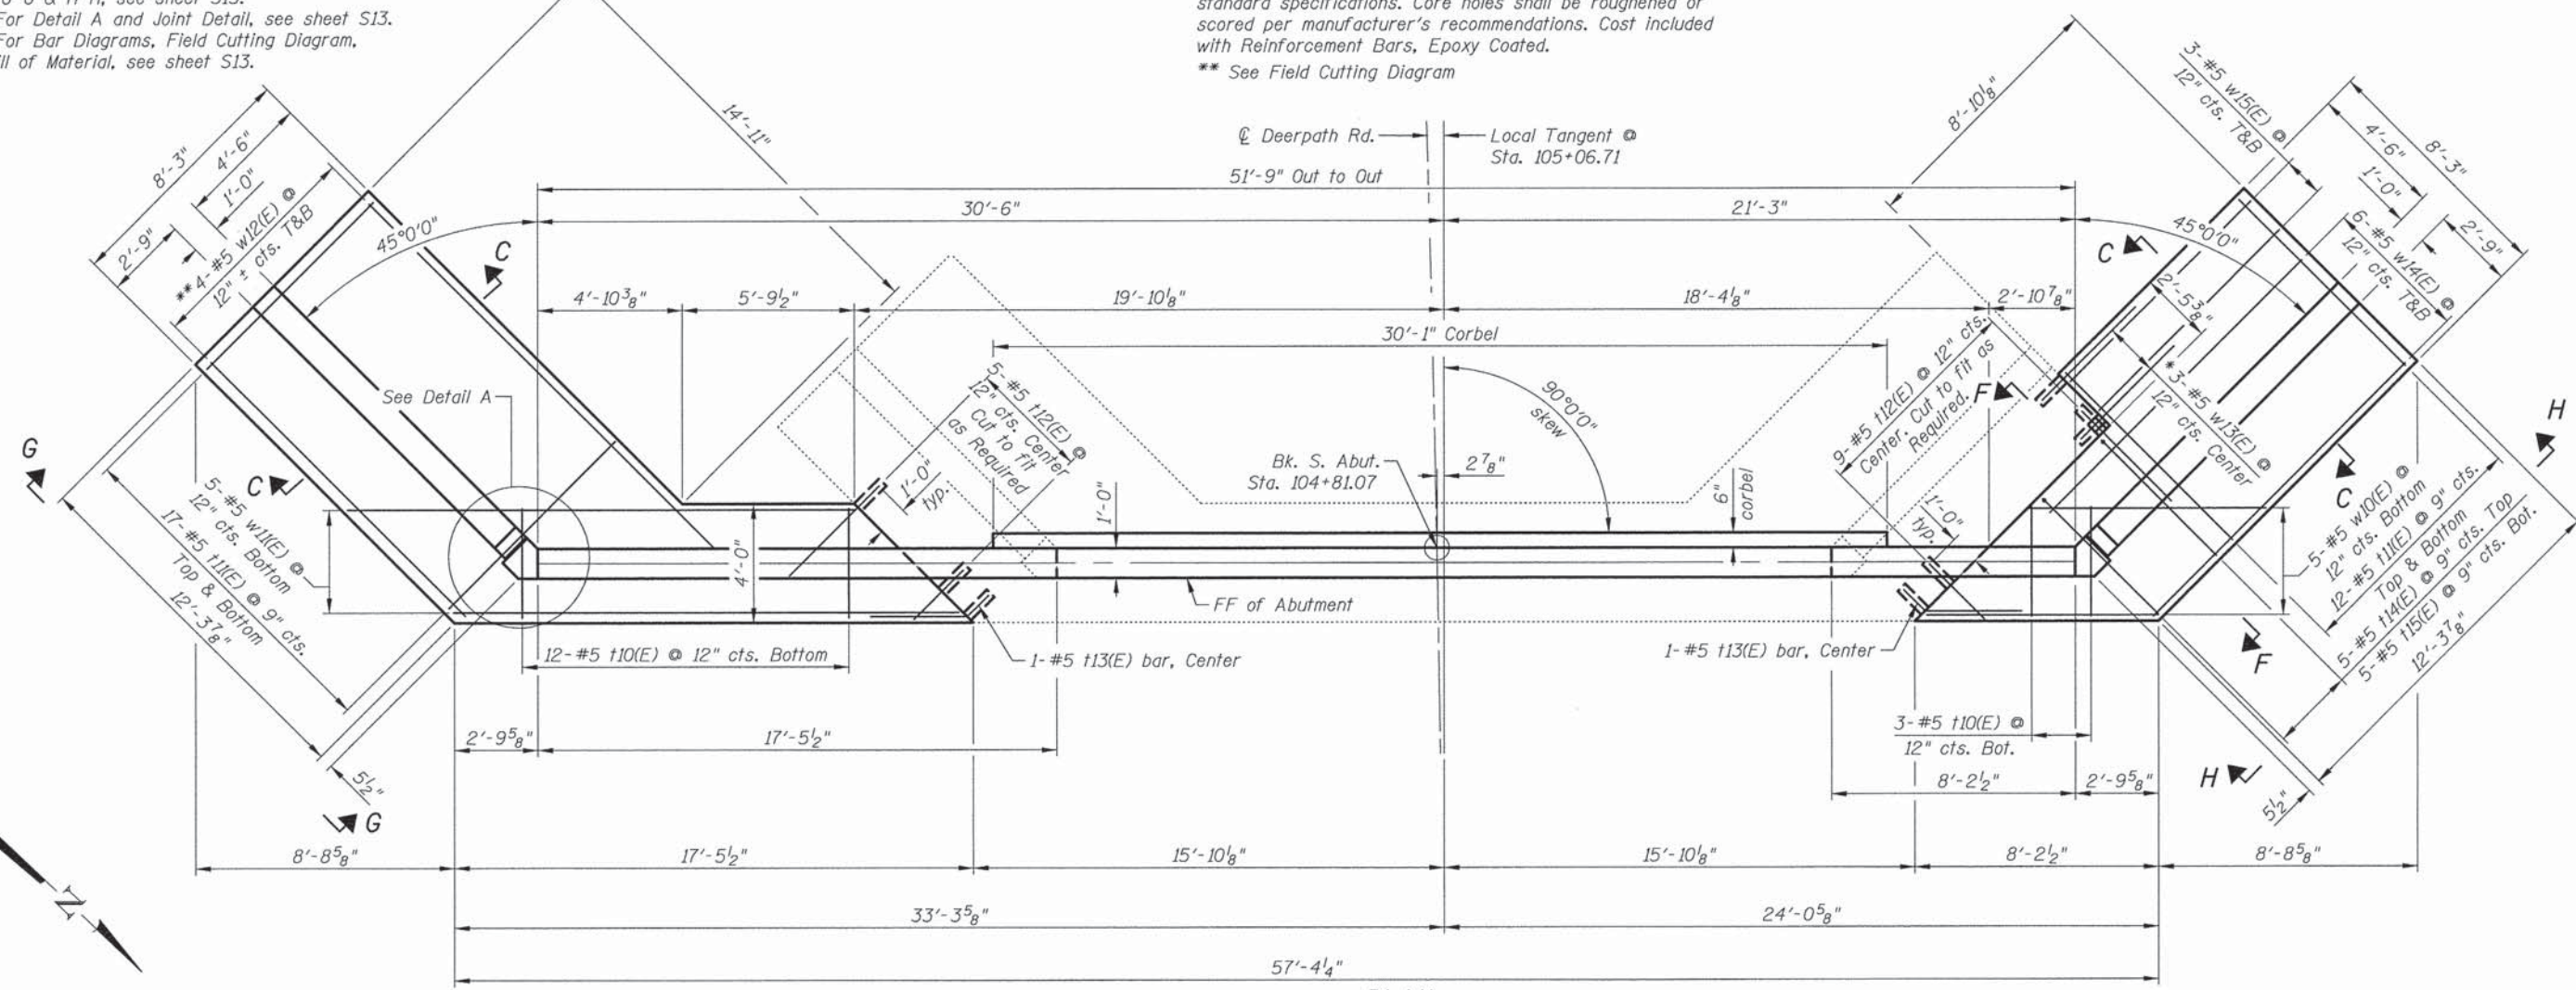 For Detail A and Joint Detail, see sheet S13.
For Bar Diagrams, Field Cutting Diagram,
ll of Material, see sheet S13.
standard specifications. Core holes shall be roughened or
scored per manufacturer's recommendations. Cost included
with Reinforcement Bars, Epoxy Coated.
** See Field Cutting Diagram
℄ Deerpath Rd.
Local Tangent @
Sta. 105+06.71
51'-9" Out to Out
30'-6"
21'-3"
14'-11"
8'-10⅛"
8'-3"
4'-6"
1'-0"
2'-9"
**4-#5 w12(E) @
12" ± cts. T&B
45°0'0"
C
4'-10⅜"
5'-9½"
19'-10⅛"
18'-4⅛"
2'-10⅞"
30'-1" Corbel
3-#5 w15(E) @
12" cts. T&B
8'-3"
4'-6"
1'-0"
2'-9"
6-#5 w14(E) @
12" cts. T&B
45°0'0"
C
2'-5⅜"
*3-#5 w13(E) @
12" cts. Center
See Detail A
5-#5 t12(E) @
12" cts. Center
Cut to fit
as Required
1'-0"
typ.
90°0'0"
skew
9-#5 t12(E) @ 12" cts.
Center. Cut to fit as
Required.
F
1'-0"
typ.
Bk. S. Abut.
Sta. 104+81.07
2⅞"
6"
corbel
1'-0"
4'-0"
FF of Abutment
G
C
5-#5 w11(E) @
12" cts. Bottom
17-#5 t11(E) @ 9" cts.
Top & Bottom
12'-3⅞"
H
C
5-#5 w10(E) @
12" cts. Bottom
12-#5 t11(E) @ 9" cts.
Top & Bottom
5-#5 t14(E) @ 9" cts. Top
5-#5 t15(E) @ 9" cts. Bot.
12'-3⅞"
F
12-#5 t10(E) @ 12" cts. Bottom
1-#5 t13(E) bar, Center
1-#5 t13(E) bar, Center
3-#5 t10(E) @
12" cts. Bot.
2'-9⅝"
17'-5½"
8'-2½"
2'-9⅝"
5½"
G
H
5½"
8'-8⅝"
17'-5½"
15'-10⅛"
15'-10⅛"
8'-2½"
8'-8⅝"
N
33'-3⅝"
24'-0⅝"
57'-4¼"